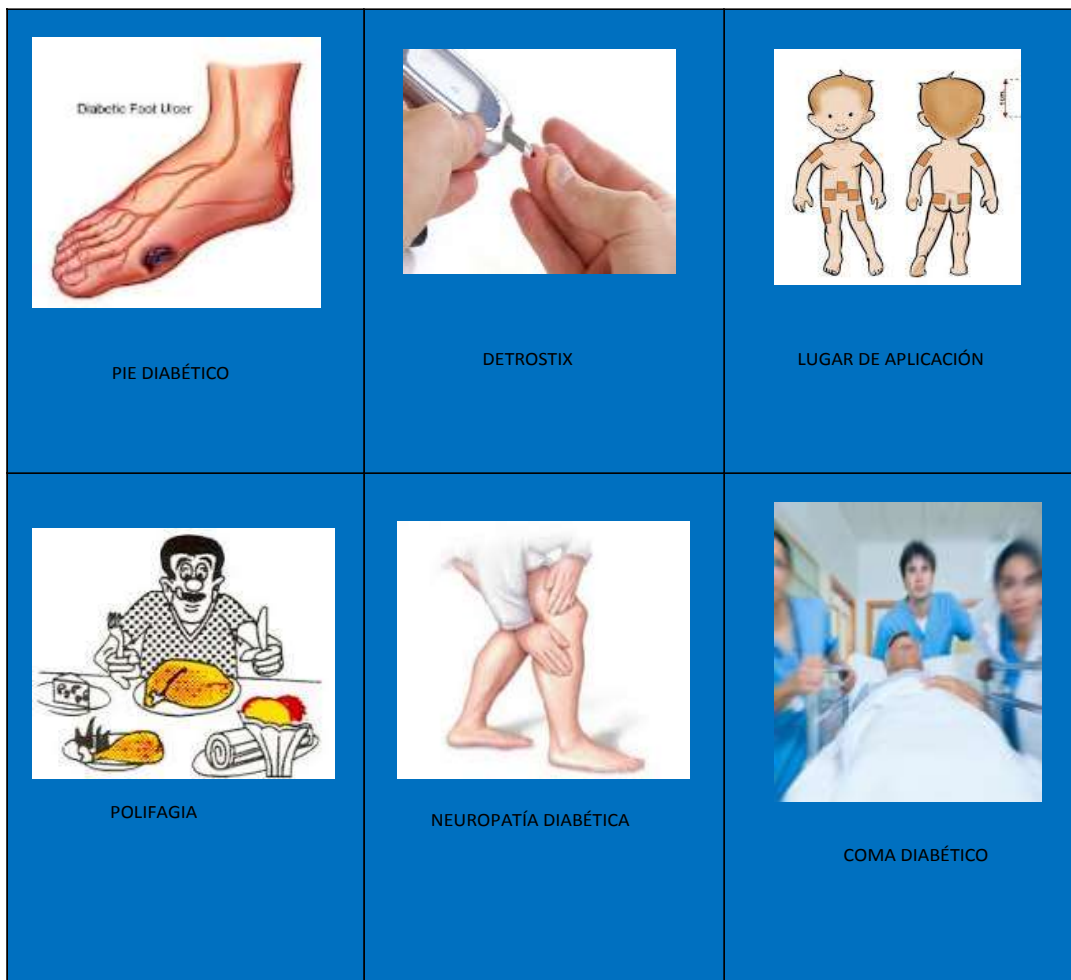 Diabetic Foot Ulcer
PIE DIABÉTICO
DETROSTIX
LUGAR DE APLICACIÓN
POLIFAGIA
NEUROPATÍA DIABÉTICA
COMA DIABÉTICO